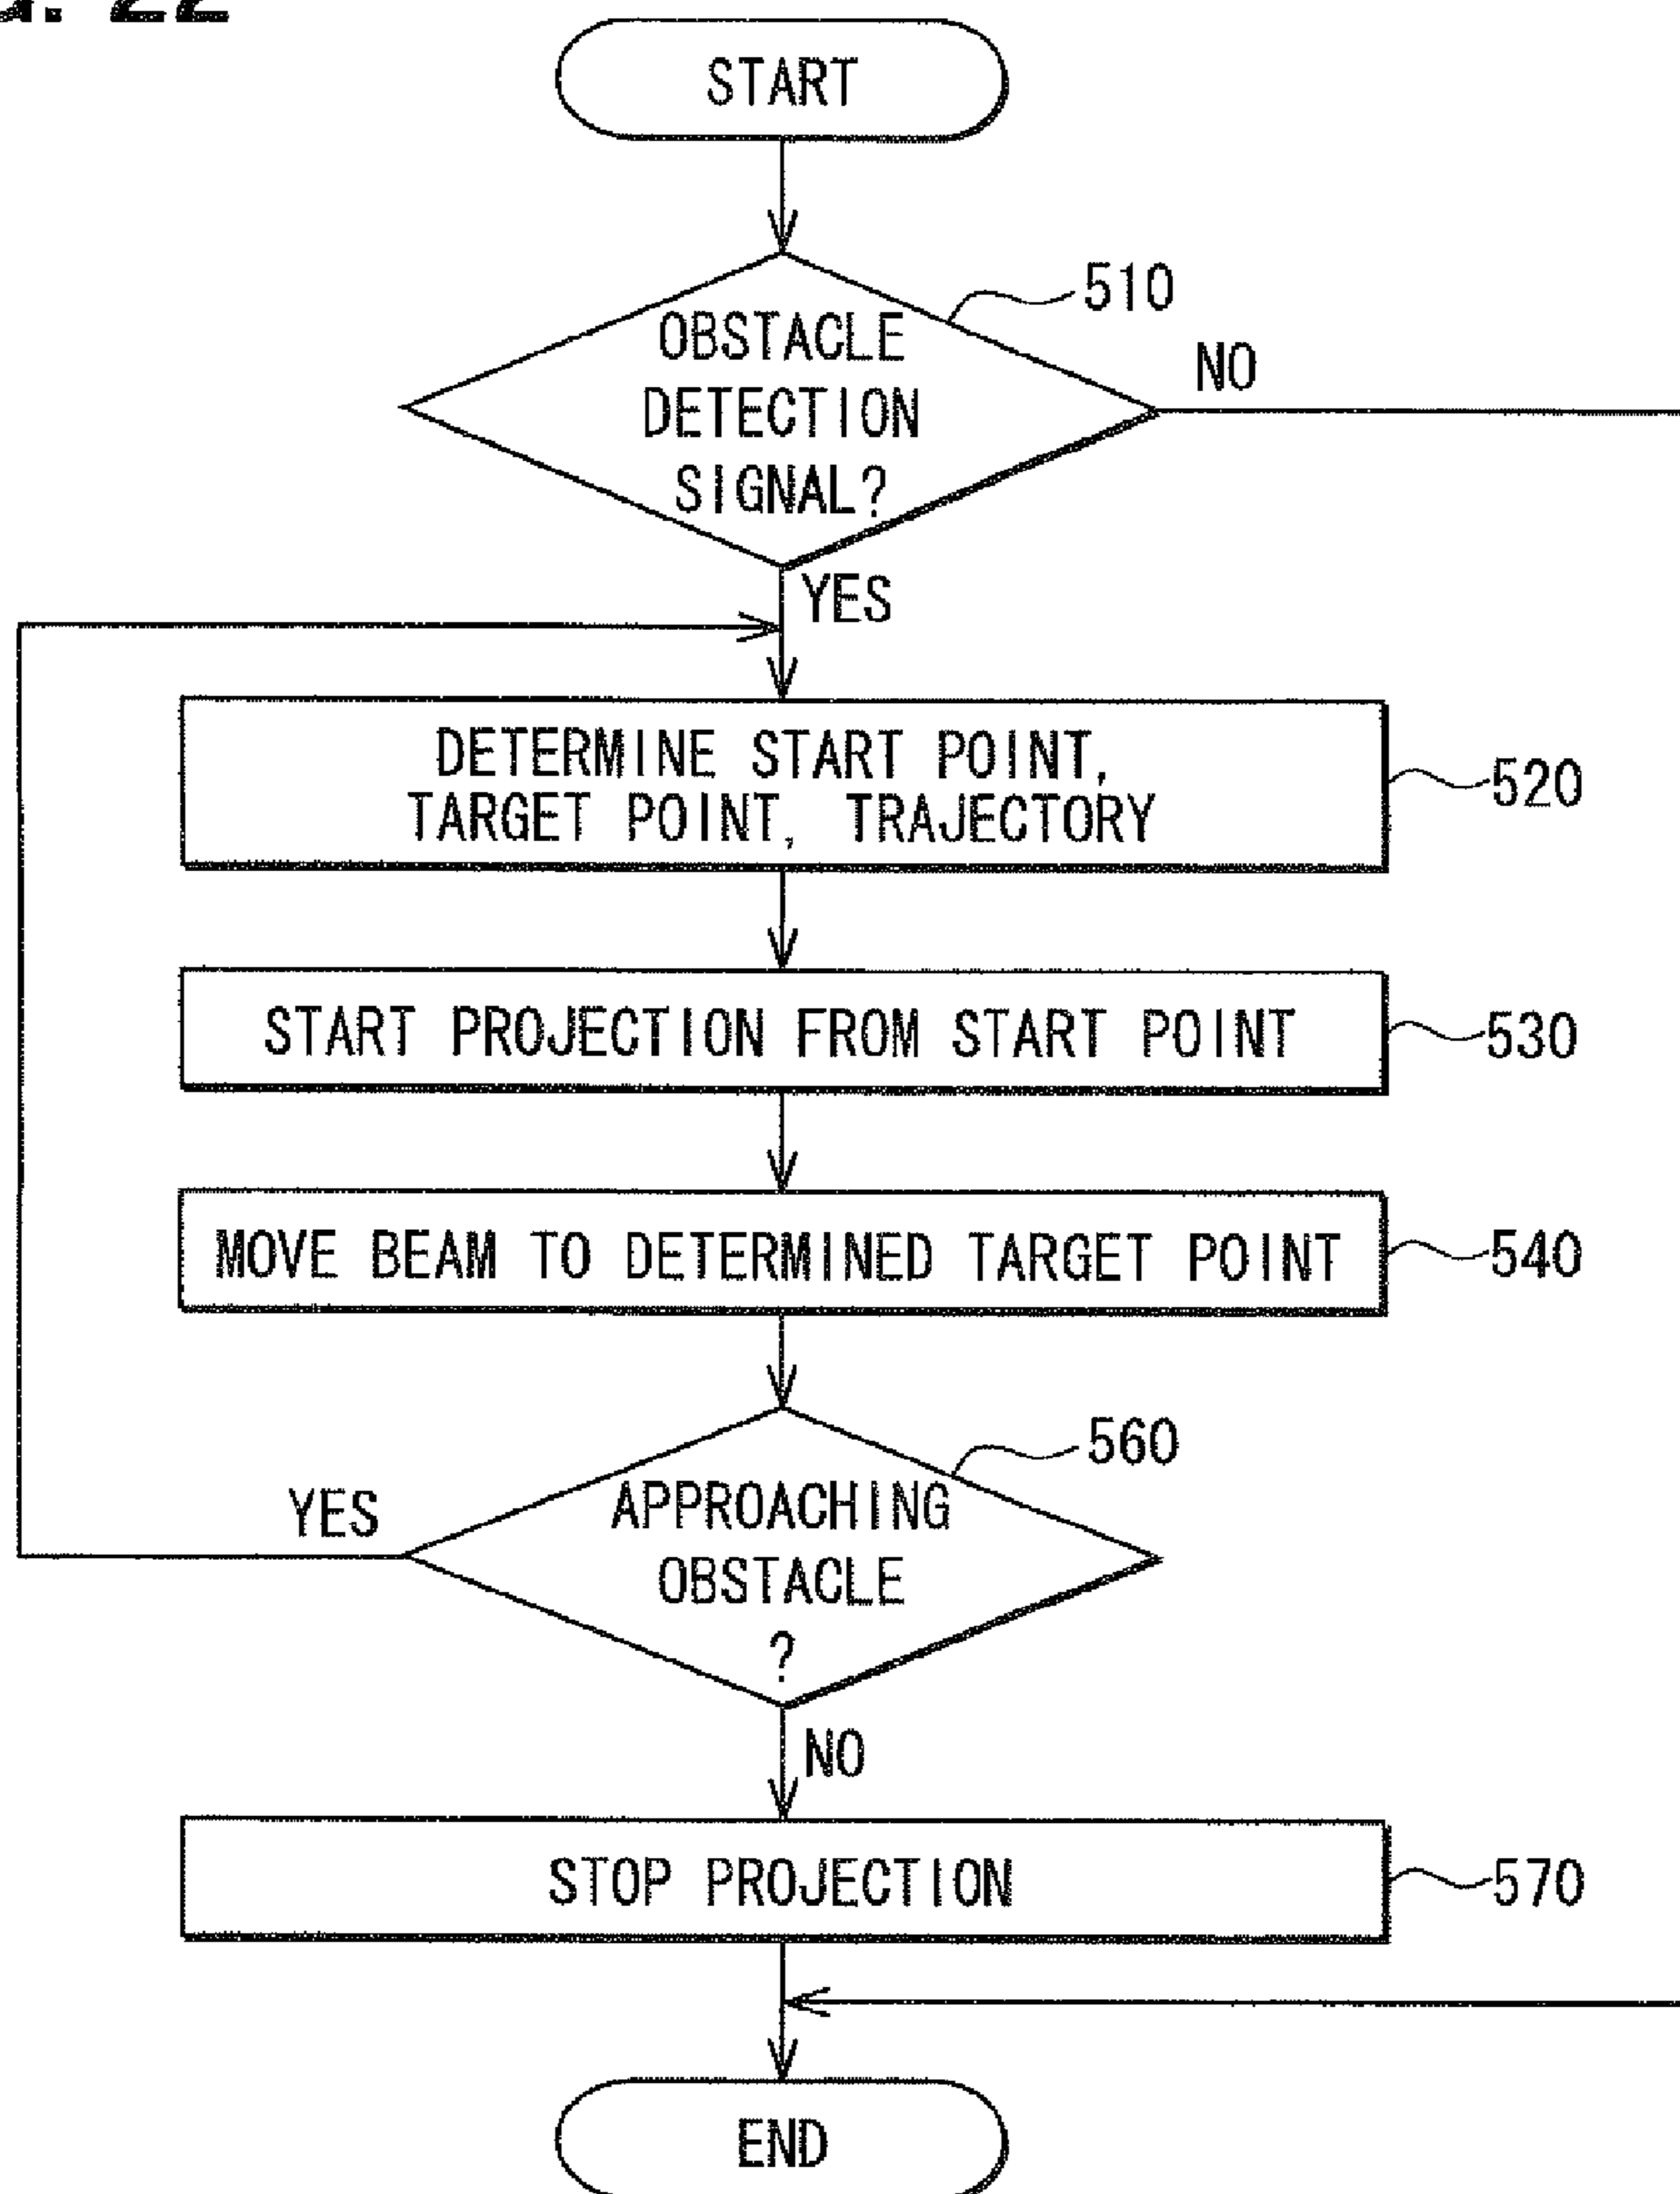 22
START
510
OBSTACLE
DETECTION
SIGNAL?
NO
YES
DETERMINE START POINT,
TARGET POINT, TRAJECTORY
520
START PROJECTION FROM START POINT
530
MOVE BEAM TO DETERMINED TARGET POINT
540
560
APPROACHING
OBSTACLE
?
YES
NO
STOP PROJECTION
570
END